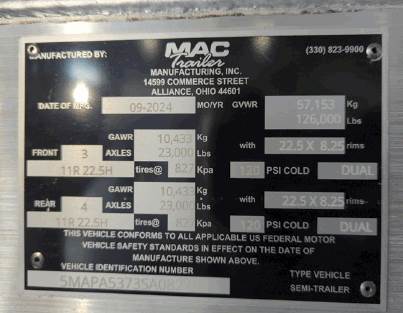 MANUFACTURED BY: MAC Trailer (330) 823-9900
MANUFACTURING, INC.
14599 COMMERCE STREET
ALLIANCE, OHIO 44601
DATE OF MFG. 09-2024 MO/YR GVWR 57,153 Kg
126,000 Lbs
GAWR 10,433 Kg
FRONT 3 AXLES 23,000 Lbs with 22.5 X 8.25 rims
11R 22.5H tires@ 827 Kpa 120 PSI COLD DUAL
GAWR 10,433 Kg
REAR 4 AXLES 23,000 Lbs with 22.5 X 8.25 rims
11R 22.5H tires@ 827 Kpa 120 PSI COLD DUAL
THIS VEHICLE CONFORMS TO ALL APPLICABLE US FEDERAL MOTOR
VEHICLE SAFETY STANDARDS IN EFFECT ON THE DATE OF
MANUFACTURE SHOWN ABOVE.
VEHICLE IDENTIFICATION NUMBER TYPE VEHICLE
SEMI-TRAILER